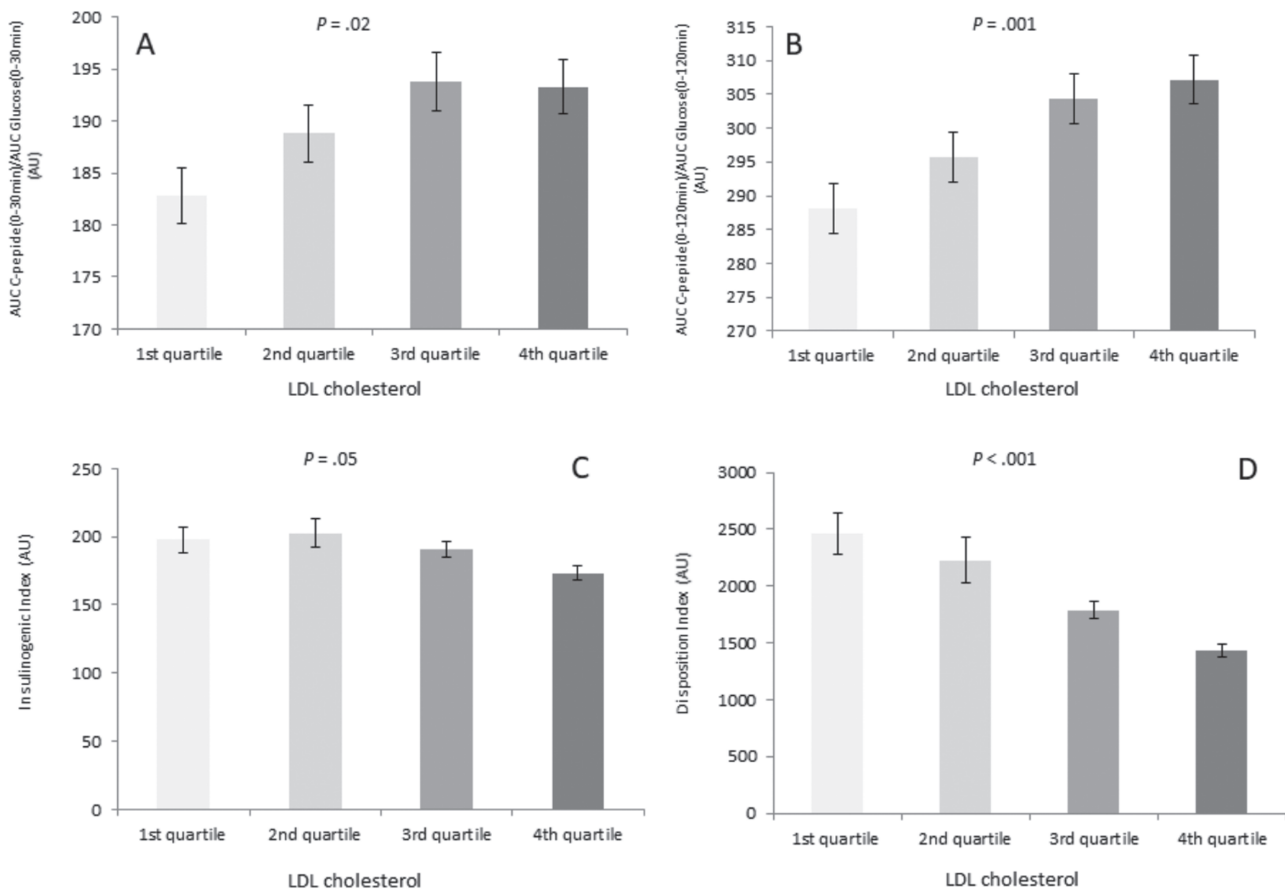 P = .02
A
AUC C-pepide(0-30min)/AUC Glucose(0-30min)
(AU)
200
195
190
185
180
175
170
1st quartile 2nd quartile 3rd quartile 4th quartile
LDL cholesterol
P = .001
B
AUC C-pepide(0-120min)/AUC Glucose(0-120min)
(AU)
315
310
305
300
295
290
285
280
275
270
1st quartile 2nd quartile 3rd quartile 4th quartile
LDL cholesterol
P = .05
C
Insulinogenic Index (AU)
250
200
150
100
50
0
1st quartile 2nd quartile 3rd quartile 4th quartile
LDL cholesterol
P < .001
D
Disposition Index (AU)
3000
2500
2000
1500
1000
500
0
1st quartile 2nd quartile 3rd quartile 4th quartile
LDL cholesterol